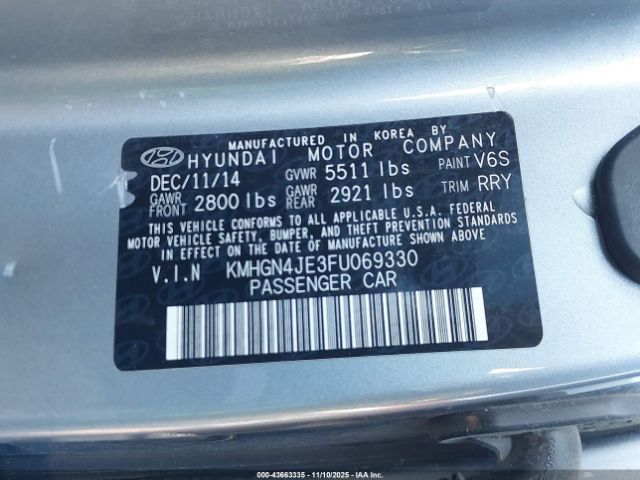 MANUFACTURED IN KOREA BY
HYUNDAI MOTOR COMPANY
DEC/11/14 GVWR 5511 lbs PAINT V6S
GAWR FRONT 2800 lbs GAWR REAR 2921 lbs TRIM RRY
THIS VEHICLE CONFORMS TO ALL APPLICABLE U.S.A. FEDERAL
MOTOR VEHICLE SAFETY, BUMPER, AND THEFT PREVENTION STANDARDS
IN EFFECT ON THE DATE OF MANUFACTURE SHOWN ABOVE.
V.I.N KMHGN4JE3FU069330
PASSENGER CAR
© IAA - 43663335 - 11/10/2025 - IAAI.COM